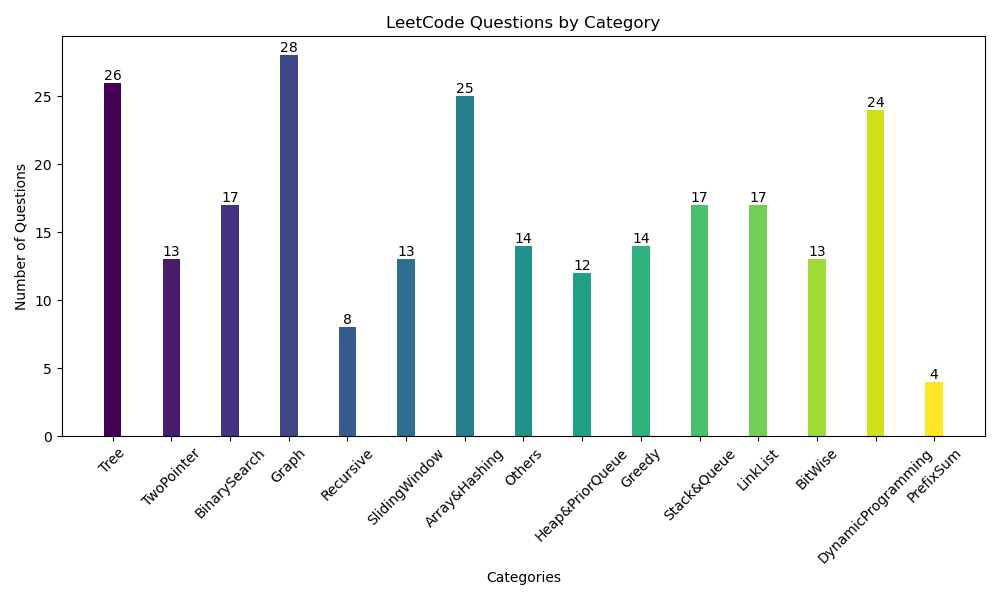 LeetCode Questions by Category
Number of Questions
25
20
15
10
5
0
26
13
17
28
8
13
25
14
12
14
17
17
13
24
4
Tree
TwoPointer
BinarySearch
Graph
Recursive
SlidingWindow
Array&Hashing
Others
Heap&PriorQueue
Greedy
Stack&Queue
LinkList
BitWise
DynamicProgramming
PrefixSum
Categories